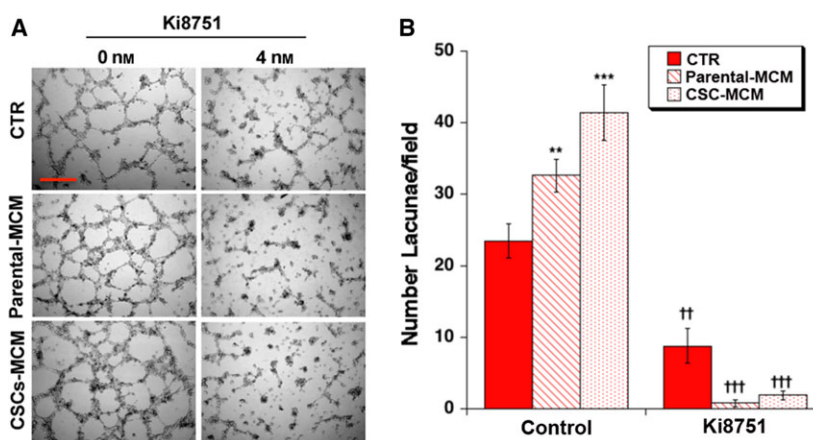 A
Ki8751
0 nM
4 nM
CTR
Parental-MCM
CSCs-MCM
B
Number Lacunae/field
50
40
30
20
10
0
CTR
Parental-MCM
CSC-MCM
**
***
††
†††
†††
Control
Ki8751